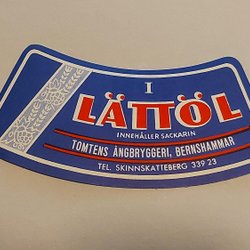 I
LÄTTÖL
INNEHÅLLER SACKARIN
TOMTENS ÅNGBRYGGERI, BERNSHAMMAR
TEL. SKINNSKATTEBERG 339 23